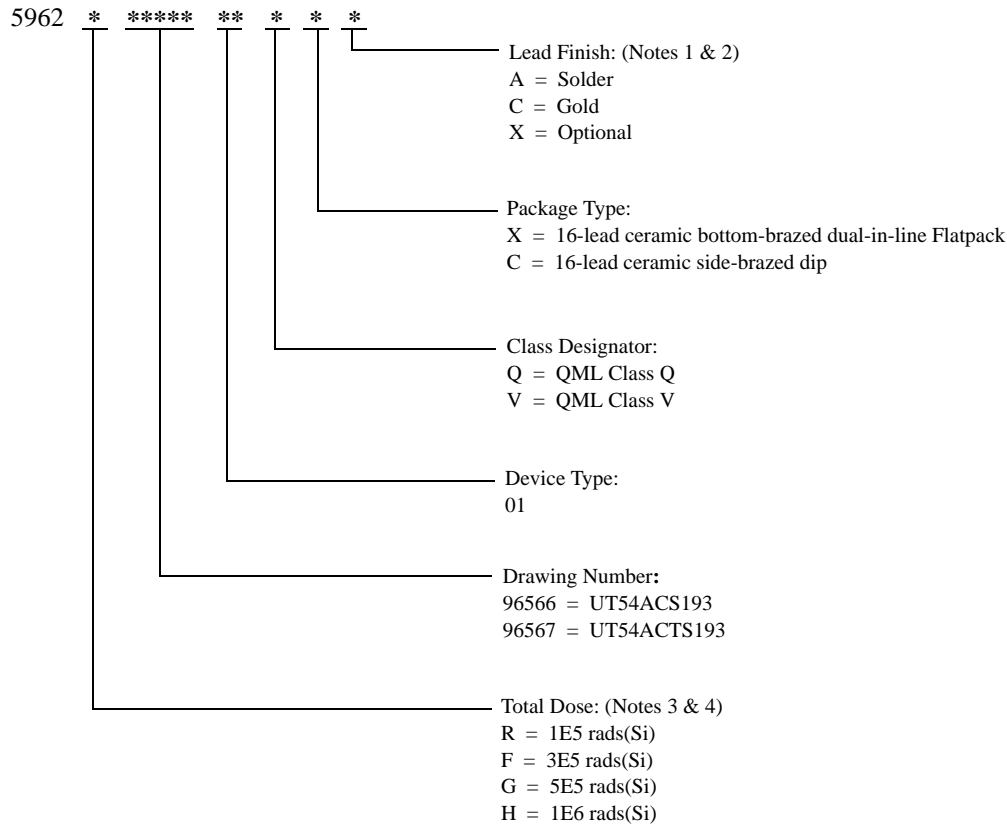 5962 * ***** ** * * *
Lead Finish: (Notes 1 & 2)
A = Solder
C = Gold
X = Optional
Package Type:
X = 16-lead ceramic bottom-brazed dual-in-line Flatpack
C = 16-lead ceramic side-brazed dip
Class Designator:
Q = QML Class Q
V = QML Class V
Device Type:
01
Drawing Number:
96566 = UT54ACS193
96567 = UT54ACTS193
Total Dose: (Notes 3 & 4)
R = 1E5 rads(Si)
F = 3E5 rads(Si)
G = 5E5 rads(Si)
H = 1E6 rads(Si)